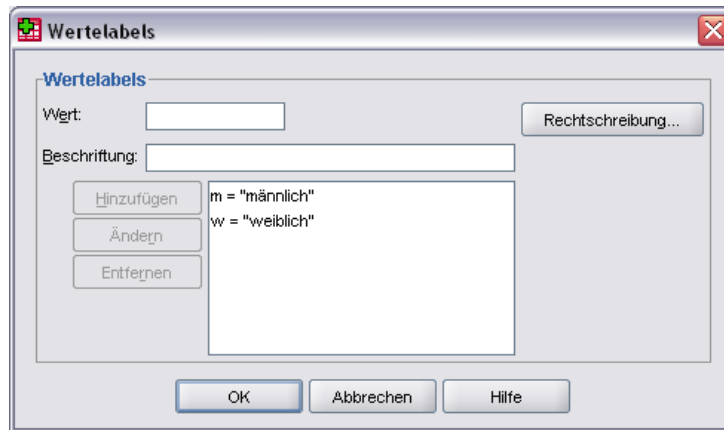 Wertelabels
Wertelabels
Wert:
Rechtschreibung...
Beschriftung:
Hinzufügen
m = "männlich"
Ändern
w = "weiblich"
Entfernen
OK
Abbrechen
Hilfe